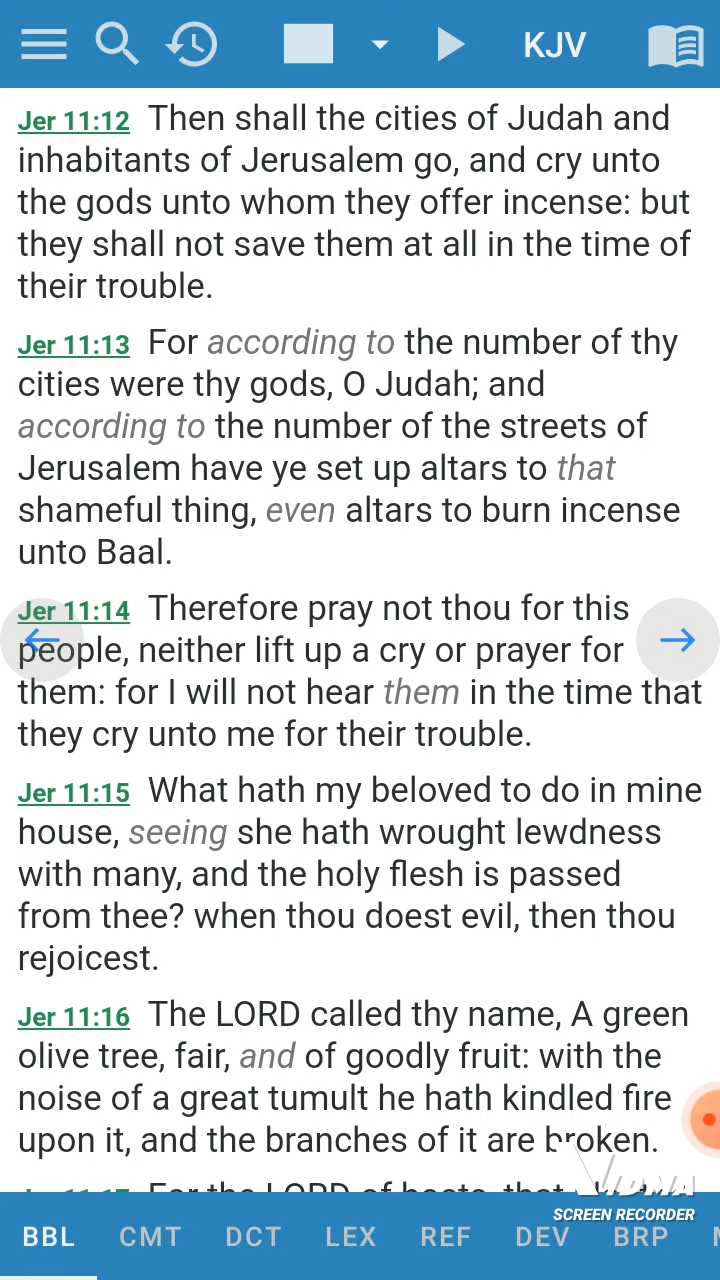 KJV
Jer 11:12 Then shall the cities of Judah and
inhabitants of Jerusalem go, and cry unto
the gods unto whom they offer incense: but
they shall not save them at all in the time of
their trouble.
Jer 11:13 For according to the number of thy
cities were thy gods, O Judah; and
according to the number of the streets of
Jerusalem have ye set up altars to that
shameful thing, even altars to burn incense
unto Baal.
Jer 11:14 Therefore pray not thou for this
people, neither lift up a cry or prayer for
them: for I will not hear them in the time that
they cry unto me for their trouble.
Jer 11:15 What hath my beloved to do in mine
house, seeing she hath wrought lewdness
with many, and the holy flesh is passed
from thee? when thou doest evil, then thou
rejoicest.
Jer 11:16 The LORD called thy name, A green
olive tree, fair, and of goodly fruit: with the
noise of a great tumult he hath kindled fire
upon it, and the branches of it are broken.
Jer 11:17 For the LORD of hosts, that
VIDMA
SCREEN RECORDER
BBL CMT DCT LEX REF DEV BRP